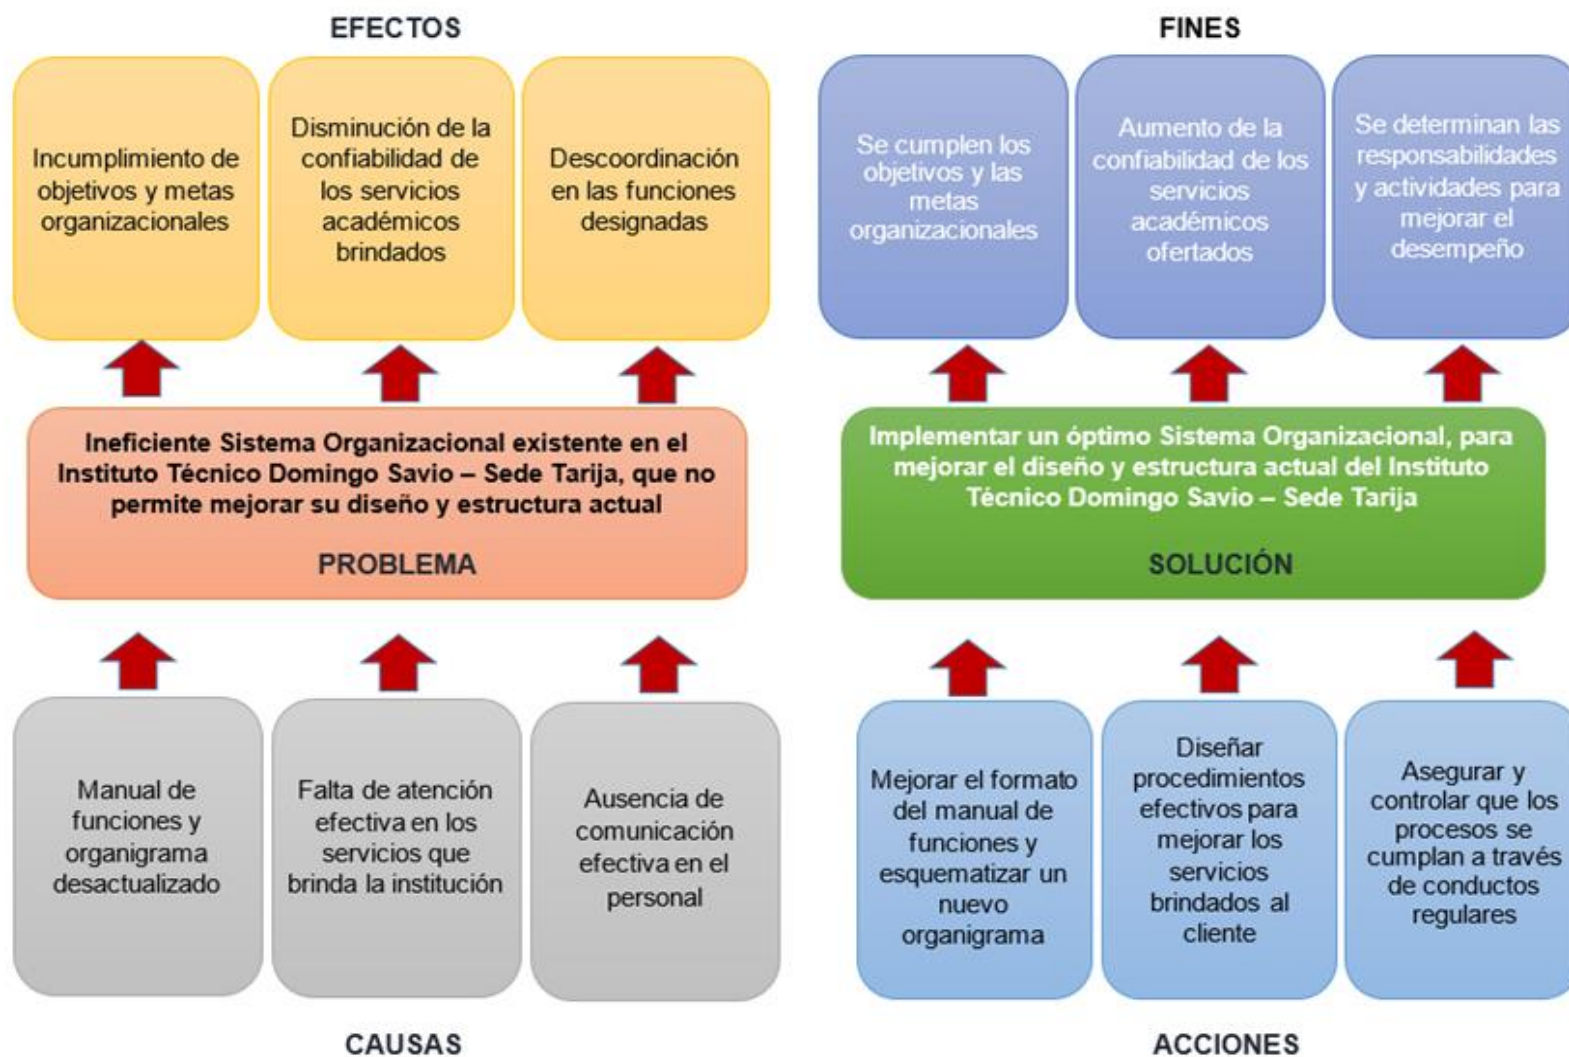 EFECTOS
Incumplimiento de
objetivos y metas
organizacionales
Disminución de la
confiabilidad de
los servicios
académicos
brindados
Descoordinación
en las funciones
designadas
Ineficiente Sistema Organizacional existente en el
Instituto Técnico Domingo Savio – Sede Tarija, que no
permite mejorar su diseño y estructura actual
PROBLEMA
Manual de
funciones y
organigrama
desactualizado
Falta de atención
efectiva en los
servicios que
brinda la institución
Ausencia de
comunicación
efectiva en el
personal
CAUSAS
FINES
Se cumplen los
objetivos y las
metas
organizacionales
Aumento de la
confiabilidad de los
servicios
académicos
ofertados
Se determinan las
responsabilidades
y actividades para
mejorar el
desempeño
Implementar un óptimo Sistema Organizacional, para
mejorar el diseño y estructura actual del Instituto
Técnico Domingo Savio – Sede Tarija
SOLUCIÓN
Mejorar el formato
del manual de
funciones y
esquematizar un
nuevo
organigrama
Diseñar
procedimientos
efectivos para
mejorar los
servicios
brindados al
cliente
Asegurar y
controlar que los
procesos se
cumplan a través
de conductos
regulares
ACCIONES